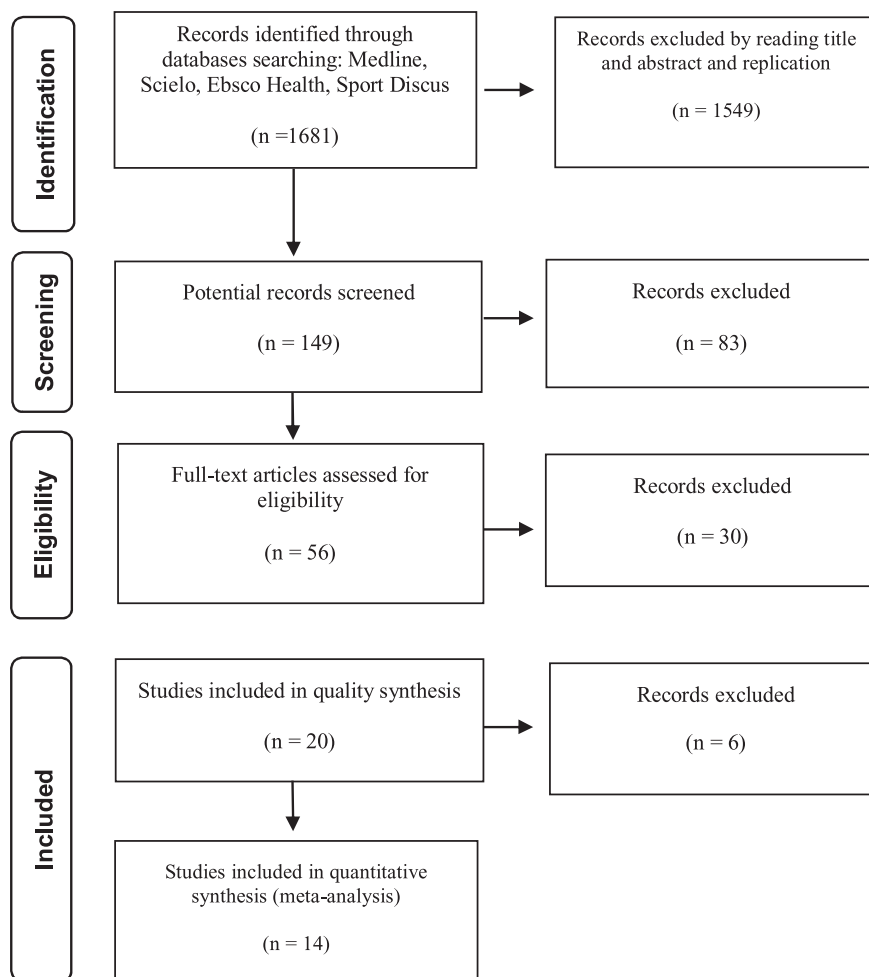 Identification
Records identified through
databases searching: Medline,
Scielo, Ebsco Health, Sport Discus
(n =1681)
Records excluded by reading title
and abstract and replication
(n = 1549)
Screening
Potential records screened
(n = 149)
Records excluded
(n = 83)
Eligibility
Full-text articles assessed for
eligibility
(n = 56)
Records excluded
(n = 30)
Included
Studies included in quality synthesis
(n = 20)
Records excluded
(n = 6)
Studies included in quantitative
synthesis (meta-analysis)
(n = 14)